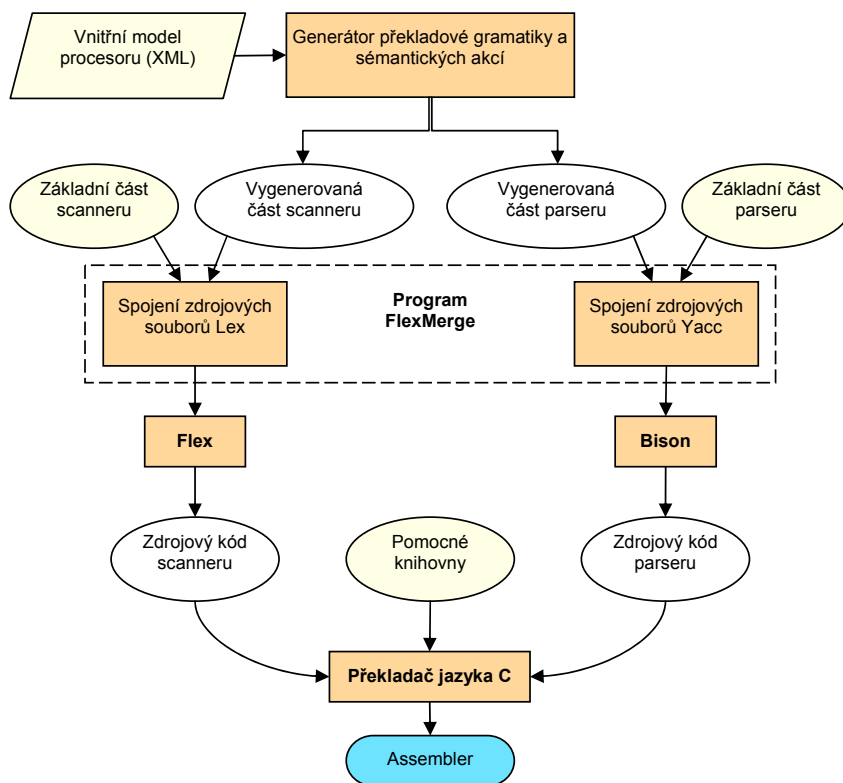 Vnitřní model
procesoru (XML)
Generátor překladové gramatiky a
sémantických akcí
Základní část
scanneru
Vygenerovaná
část scanneru
Vygenerovaná
část parseru
Základní část
parseru
Spojení zdrojových
souborů Lex
Program
FlexMerge
Spojení zdrojových
souborů Yacc
Flex
Bison
Zdrojový kód
scanneru
Pomocné
knihovny
Zdrojový kód
parseru
Překladač jazyka C
Assembler